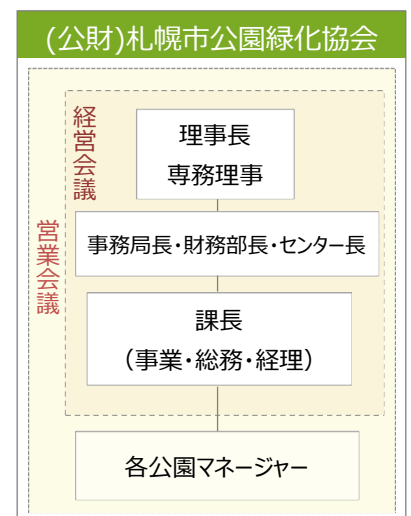 (公財)札幌市公園緑化協会
経営会議
理事長
専務理事
営業会議
事務局長・財務部長・センター長
課長
（事業・総務・経理）
各公園マネージャー